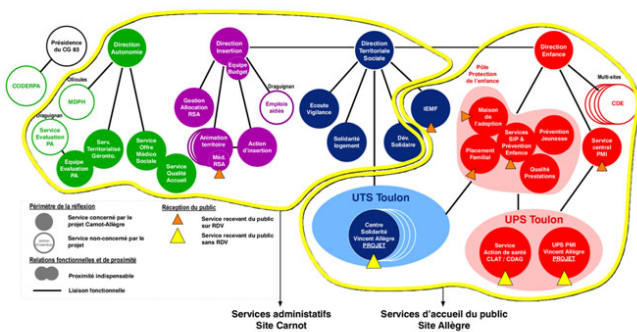 Présidence
du CG 83
CODERPA
Direction
Autonomie
Ollioules
MDPH
Draguignan
Service
Evaluation
PA
Equipe
Evaluation
PA
Serv.
Territorialisé
Géronto.
Service
Offre
Médico
Sociale
Service
Qualité
Accueil
Direction
Insertion
Equipe
Budget
Gestion
Allocation
RSA
Draguignan
Emplois
aidés
Animation
territoire
Méd.
RSA
Action
d'insertion
Direction
Territoriale
Sociale
Ecoute
Vigilance
Solidarité
logement
Dév.
Solidaire
IEMF
Direction
Enfance
Pôle
Protection
de l'enfance
Maison
de
l'adoption
Placement
Familial
Services
SIP &
Prévention
Enfance
Prévention
Jeunesse
Qualité
Prestations
Service
central
PMI
Multi-sites
CDE
UTS Toulon
Centre
Solidarité
Vincent Allègre
PROJET
UPS Toulon
Service
Action de santé
CLAT / CDAG
UPS PMI
Vincent Allègre
PROJET
Périmètre de la réflexion
Service concerné par le
projet Carnot-Allègre
Service non-concerné par le
projet
Relations fonctionnelles et de proximité
Proximité indispensable
Liaison fonctionnelle
Réception du public
Service recevant du public
sur RDV
Service recevant du public
sans RDV
Services administatifs
Site Carnot
Services d'accueil du public
Site Allègre